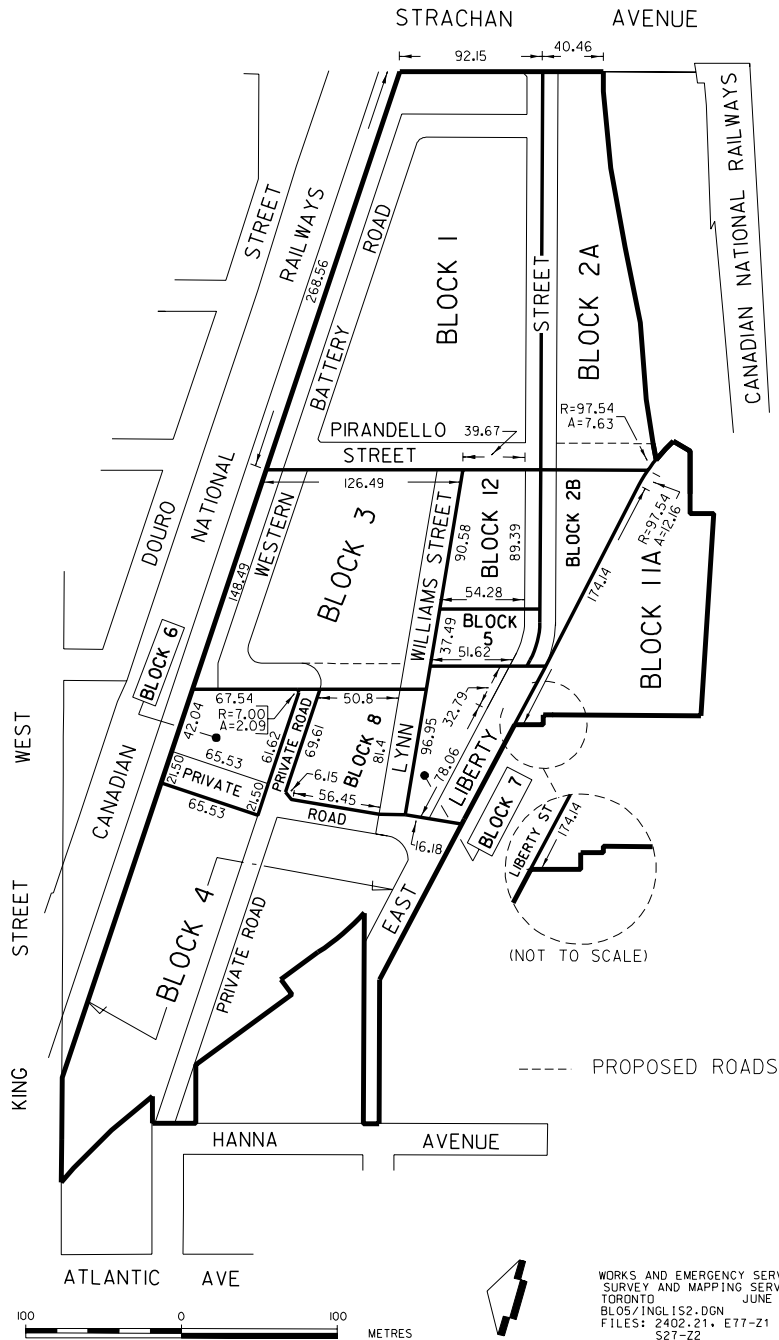 STRACHAN AVENUE
92.15
40.46
STREET
RAILWAYS
268.56
ROAD
BATTERY
BLOCK 1
STREET
BLOCK 2A
CANADIAN NATIONAL RAILWAYS
R=97.54
A=7.63
PIRANDELLO
STREET
39.67
126.49
NATIONAL
DOURO
WESTERN
148.49
BLOCK 3
WILLIAMS STREET
90.58
BLOCK 12
89.39
54.28
BLOCK 2B
R=97.54
A=12.16
174.14
BLOCK 11A
37.49
BLOCK
5
51.62
BLOCK 6
67.54
R=7.00
A=2.09
42.04
61.62
65.53
21.50
PRIVATE
21.50
65.53
PRIVATE ROAD
69.61
50.8
BLOCK 8
81.4
6.15
56.45
ROAD
LYNN
96.95
32.79
78.06
LIBERTY
16.18
BLOCK 7
LIBERTY ST
174.14
(NOT TO SCALE)
CANADIAN
WEST
STREET
KING
BLOCK 4
PRIVATE ROAD
EAST
PROPOSED ROADS
HANNA AVENUE
ATLANTIC AVE
100 0 100
METRES
WORKS AND EMERGENCY SERV
SURVEY AND MAPPING SERV
TORONTO JUNE
BLO5/INGLIS2.DGN
FILES: 2402.21, E77-Z1
S27-Z2